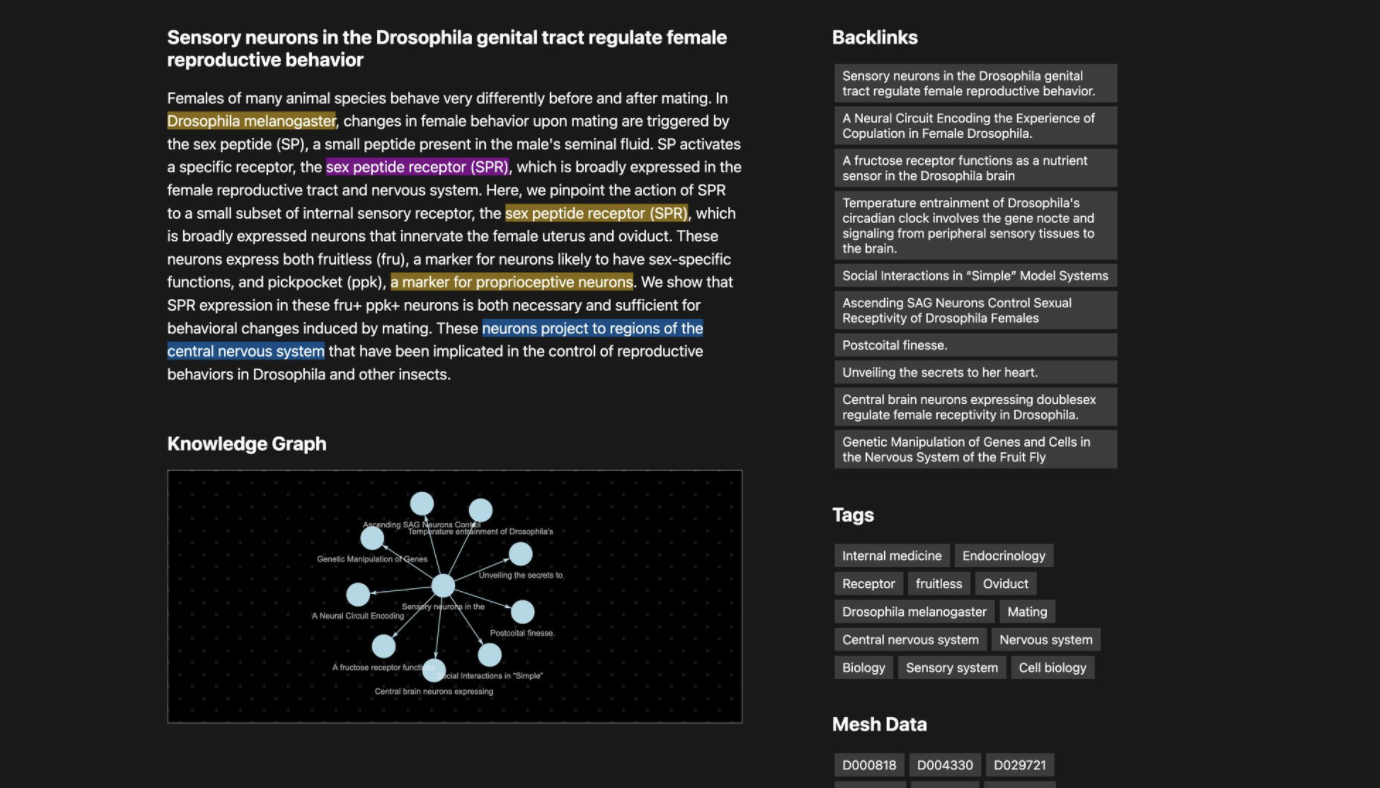 Sensory neurons in the Drosophila genital tract regulate female
reproductive behavior
Females of many animal species behave very differently before and after mating. In
Drosophila melanogaster, changes in female behavior upon mating are triggered by
the sex peptide (SP), a small peptide present in the male's seminal fluid. SP activates
a specific receptor, the sex peptide receptor (SPR), which is broadly expressed in the
female reproductive tract and nervous system. Here, we pinpoint the action of SPR
to a small subset of internal sensory receptor, the sex peptide receptor (SPR), which
is broadly expressed neurons that innervate the female uterus and oviduct. These
neurons express both fruitless (fru), a marker for neurons likely to have sex-specific
functions, and pickpocket (ppk), a marker for proprioceptive neurons. We show that
SPR expression in these fru+ ppk+ neurons is both necessary and sufficient for
behavioral changes induced by mating. These neurons project to regions of the
central nervous system that have been implicated in the control of reproductive
behaviors in Drosophila and other insects.
Knowledge Graph
Ascending SAG Neurons Control
Temperature entrainment of Drosophila's
Genetic Manipulation of Genes
Unveiling the secrets to
Sensory neurons in the
A Neural Circuit Encoding
Postcoital finesse.
A fructose receptor functions
Social Interactions in "Simple"
Central brain neurons expressing
Backlinks
Sensory neurons in the Drosophila genital
tract regulate female reproductive behavior.
A Neural Circuit Encoding the Experience of
Copulation in Female Drosophila.
A fructose receptor functions as a nutrient
sensor in the Drosophila brain
Temperature entrainment of Drosophila's
circadian clock involves the gene nocte and
signaling from peripheral sensory tissues to
the brain.
Social Interactions in “Simple” Model Systems
Ascending SAG Neurons Control Sexual
Receptivity of Drosophila Females
Postcoital finesse.
Unveiling the secrets to her heart.
Central brain neurons expressing doublesex
regulate female receptivity in Drosophila.
Genetic Manipulation of Genes and Cells in
the Nervous System of the Fruit Fly
Tags
Internal medicine Endocrinology
Receptor fruitless Oviduct
Drosophila melanogaster Mating
Central nervous system Nervous system
Biology Sensory system Cell biology
Mesh Data
D000818 D004330 D029721